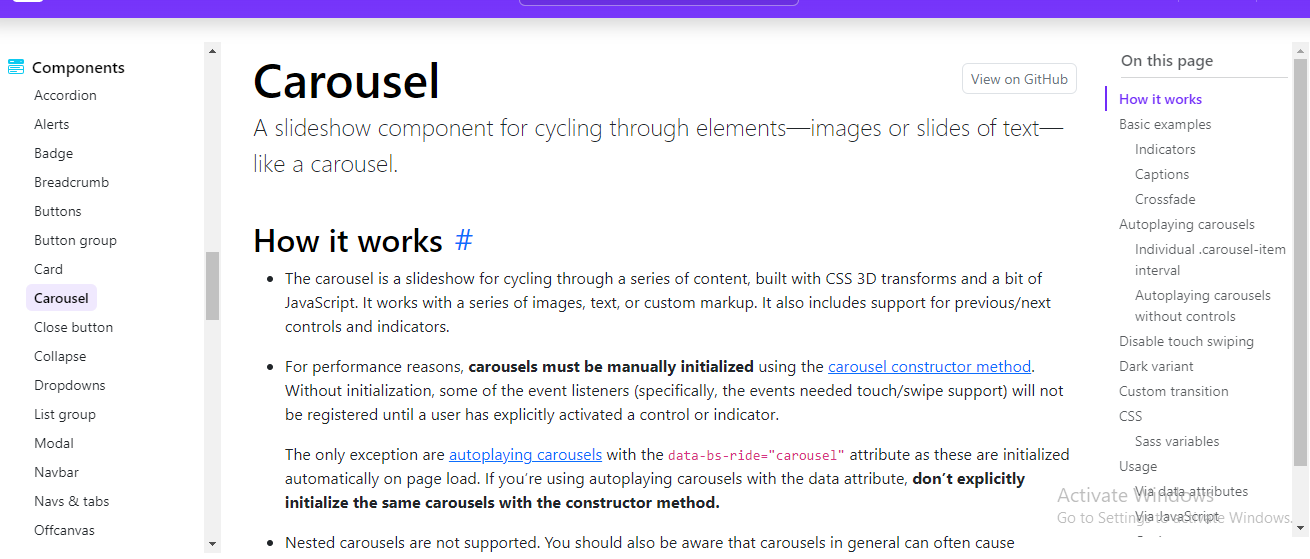 Components
Accordion
Alerts
Badge
Breadcrumb
Buttons
Button group
Card
Carousel
Close button
Collapse
Dropdowns
List group
Modal
Navbar
Navs & tabs
Offcanvas
Carousel
View on GitHub
A slideshow component for cycling through elements—images or slides of text—
like a carousel.
How it works #
• The carousel is a slideshow for cycling through a series of content, built with CSS 3D transforms and a bit of
JavaScript. It works with a series of images, text, or custom markup. It also includes support for previous/next
controls and indicators.
• For performance reasons, carousels must be manually initialized using the carousel constructor method.
Without initialization, some of the event listeners (specifically, the events needed touch/swipe support) will not
be registered until a user has explicitly activated a control or indicator.
The only exception are autoplaying carousels with the data-bs-ride="carousel" attribute as these are initialized
automatically on page load. If you’re using autoplaying carousels with the data attribute, don’t explicitly
initialize the same carousels with the constructor method.
• Nested carousels are not supported. You should also be aware that carousels in general can often cause
On this page
How it works
Basic examples
Indicators
Captions
Crossfade
Autoplaying carousels
Individual .carousel-item
interval
Autoplaying carousels
without controls
Disable touch swiping
Dark variant
Custom transition
CSS
Sass variables
Usage
Via data attributes
Via JavaScript
Activate Windows
Go to Settings to activate Windows.